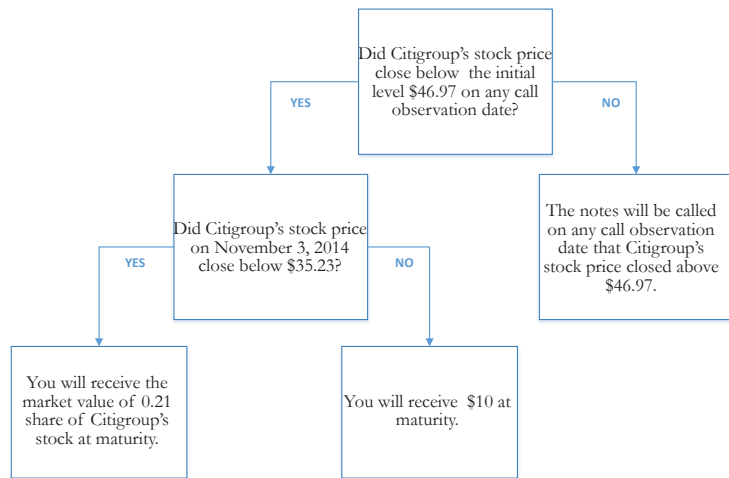 Did Citigroup's stock price
close below the initial
level $46.97 on any call
observation date?
YES
NO
Did Citigroup's stock price
on November 3, 2014
close below $35.23?
The notes will be called
on any call observation
date that Citigroup's
stock price closed above
$46.97.
YES
NO
You will receive the
market value of 0.21
share of Citigroup's
stock at maturity.
You will receive $10 at
maturity.